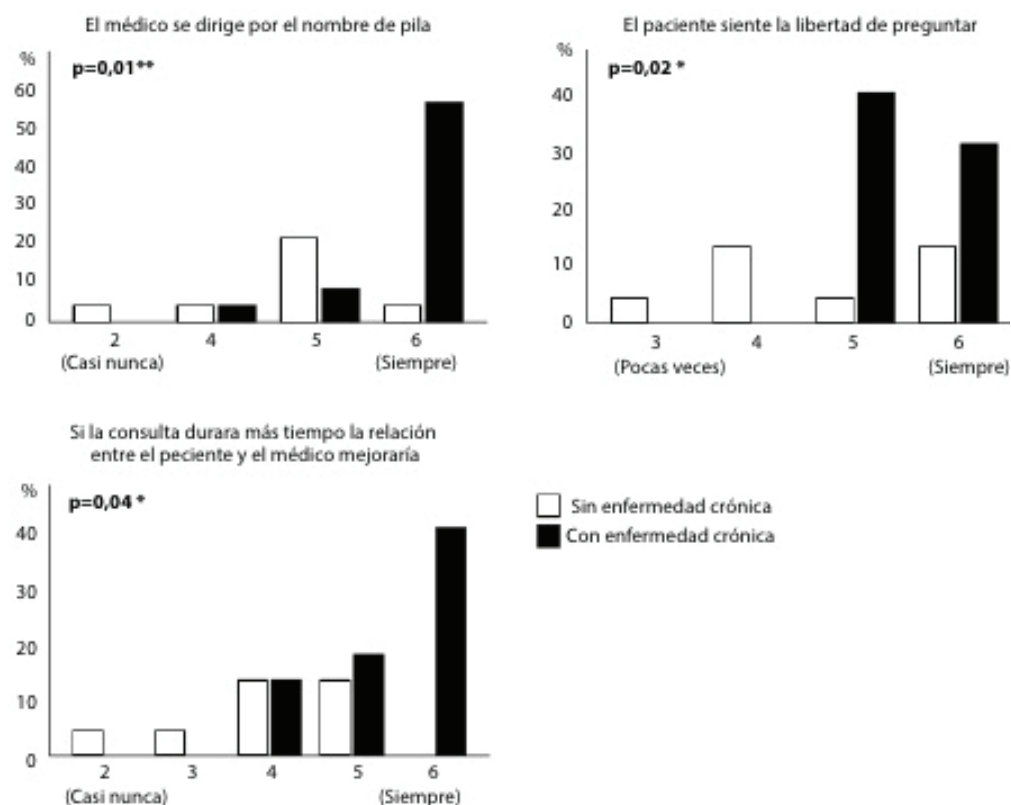 El médico se dirige por el nombre de pila
%
p=0,01**
60
50
40
30
20
10
0
2
4
5
6
(Casi nunca)
(Siempre)
El paciente siente la libertad de preguntar
%
p=0,02 *
40
30
20
10
0
3
4
5
6
(Pocas veces)
(Siempre)
Si la consulta durara más tiempo la relación
entre el peciente y el médico mejoraría
%
p=0,04 *
40
30
20
10
0
2
3
4
5
6
(Casi nunca)
(Siempre)
Sin enfermedad crónica
Con enfermedad crónica